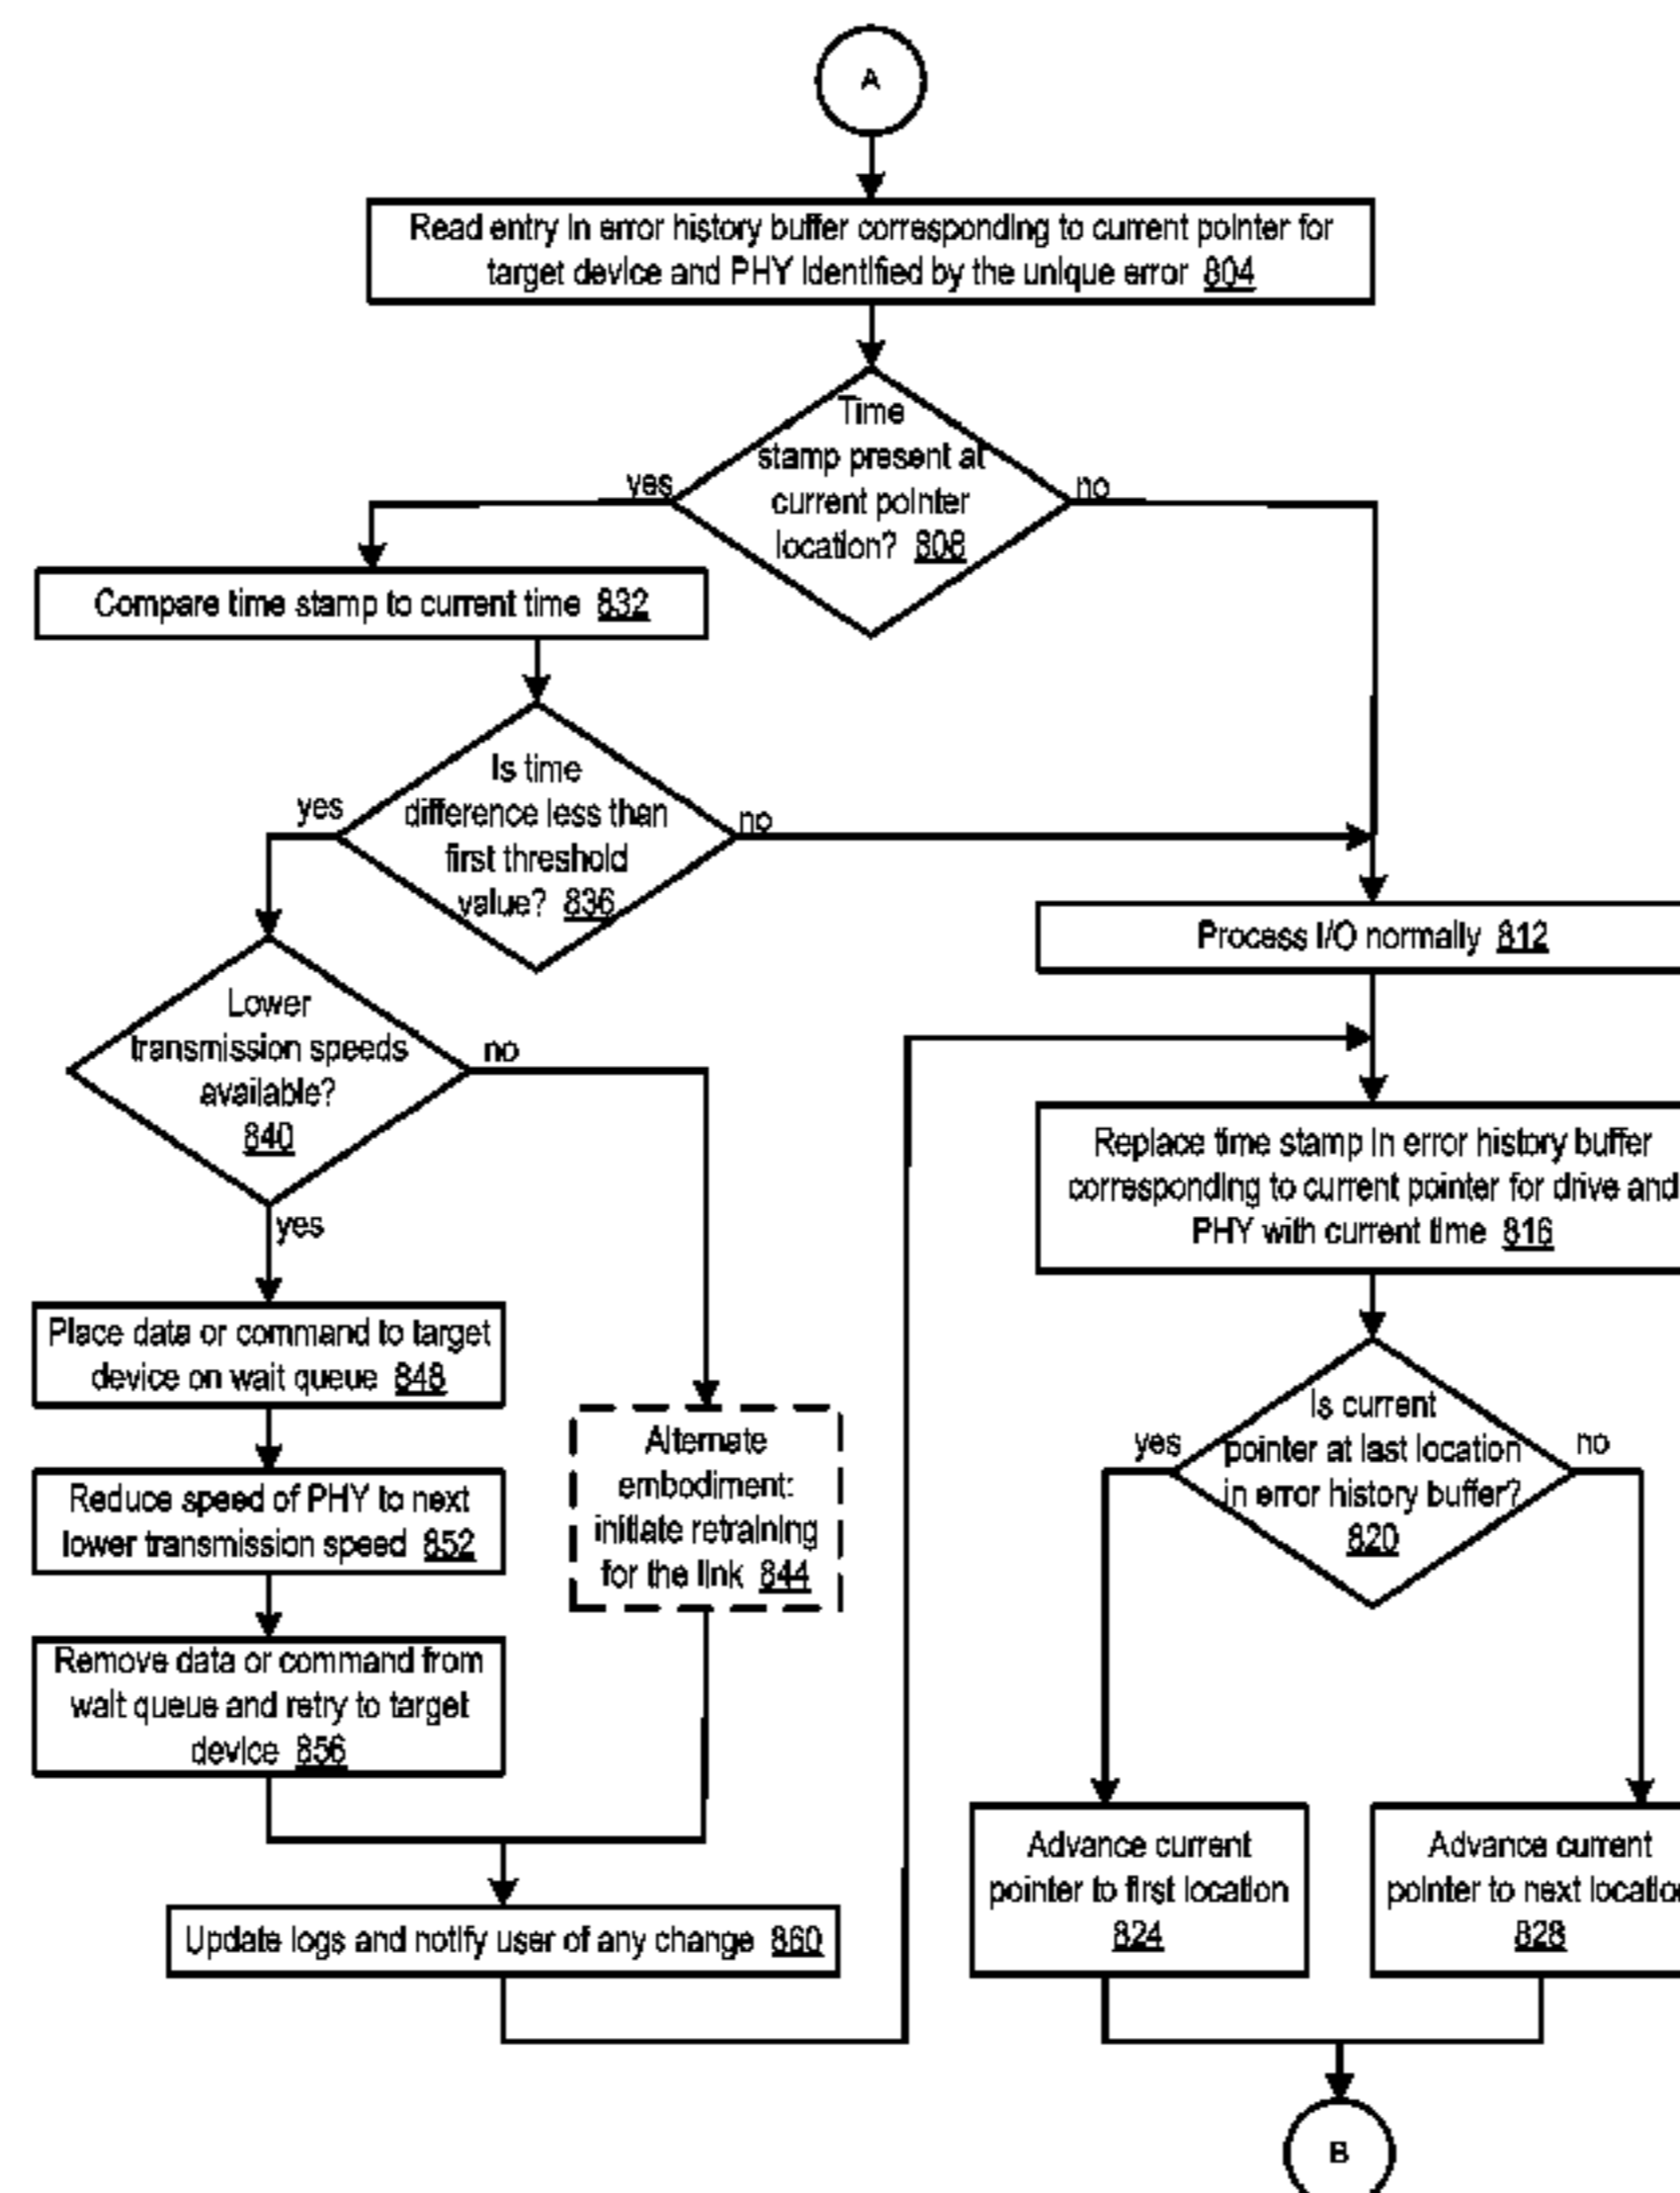 A
Read entry in error history buffer corresponding to current pointer for
target device and PHY identified by the unique error 804
Time
stamp present at
current pointer
location? 808
yes
no
Compare time stamp to current time 832
Is time
difference less than
first threshold
value? 836
yes
no
Process I/O normally 812
Lower
transmission speeds
available?
840
no
yes
Replace time stamp in error history buffer
corresponding to current pointer for drive and
PHY with current time 816
Place data or command to target
device on wait queue 848
Is current
pointer at last location
in error history buffer?
820
yes
no
Alternate
embodiment:
initiate retraining
for the link 844
Reduce speed of PHY to next
lower transmission speed 852
Remove data or command from
wait queue and retry to target
device 856
Advance current
pointer to first location
824
Advance current
pointer to next locatio
828
Update logs and notify user of any change 860
B